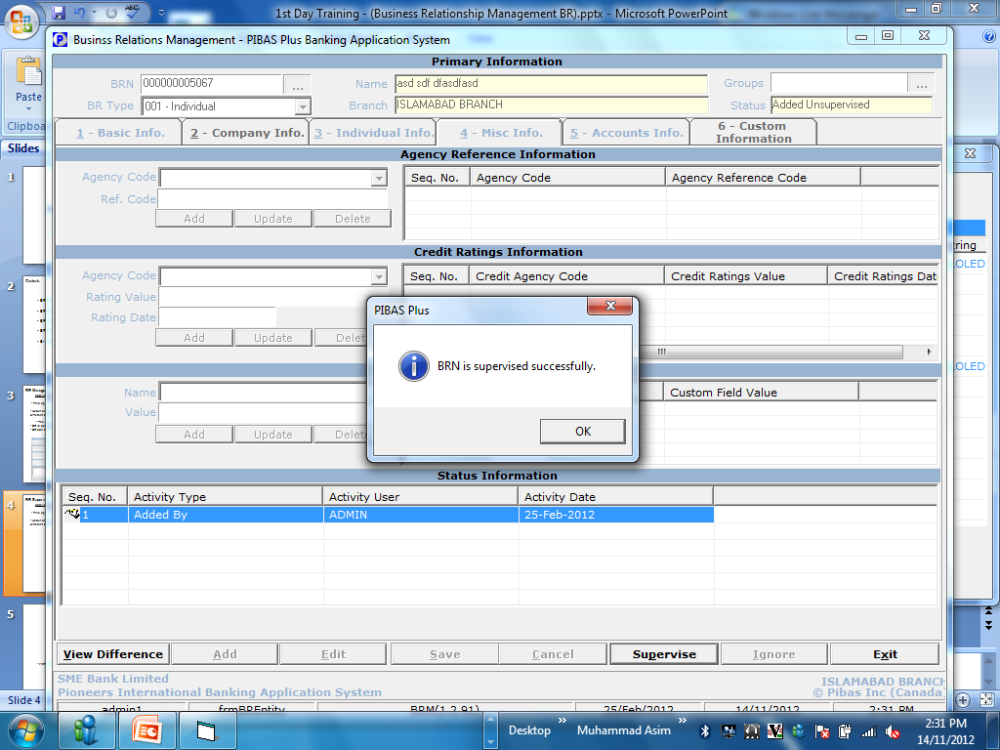 1st Day Training - (Business Relationship Management BR).pptx - Microsoft PowerPoint
Businss Relations Management - PIBAS Plus Banking Application System
Paste
Clipboa
Slides
Primary Information
BRN 000000005067 ... Name asd sdf dfasdfasd Groups ...
BR Type 001 - Individual Branch ISLAMABAD BRANCH Status Added Unsupervised
1 - Basic Info. 2 - Company Info. 3 - Individual Info. 4 - Misc Info. 5 - Accounts Info. 6 - Custom Information
Agency Reference Information
Agency Code Seq. No. Agency Code Agency Reference Code
Ref. Code
Add Update Delete
Credit Ratings Information
Agency Code Seq. No. Credit Agency Code Credit Ratings Value Credit Ratings Dat
Rating Value
Rating Date
Add Update Delet
PIBAS Plus
BRN is supervised successfully.
OK
Name Custom Field Value
Value
Add Update Delet
Status Information
Seq. No. Activity Type Activity User Activity Date
1 Added By ADMIN 25-Feb-2012
View Difference Add Edit Save Cancel Supervise Ignore Exit
SME Bank Limited ISLAMABAD BRANCH
Pioneers International Banking Application System © Pibas Inc (Canada)
admin1 frmBREntity BRM(1.2.91) 25/Feb/2012 14/11/2012 2:31 PM
1
2
3
4
5
ring
OLED
OLED
Slide 4
Desktop Muhammad Asim 2:31 PM
14/11/2012